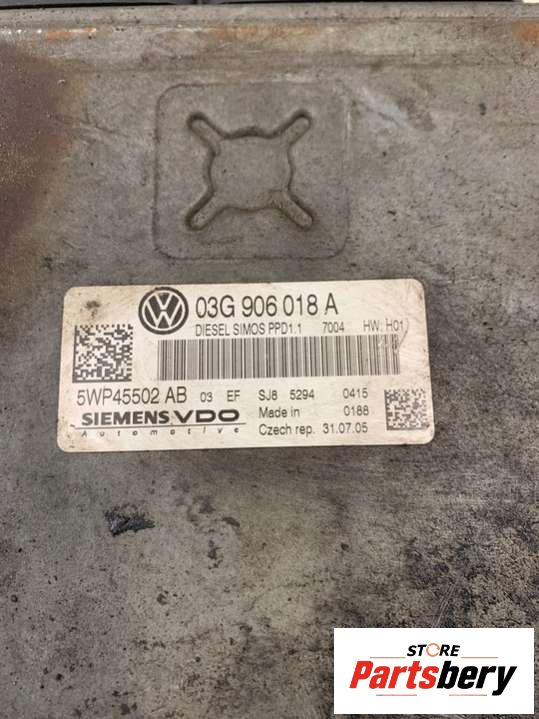 03G 906 018 A
DIESEL SIMOS PPD1.1 7004 HW: H01
5WP45502 AB 03 EF SJ8 5294 0415
SIEMENS VDO Made in 0188
Automotive Czech rep. 31.07.05
STORE
Partsbery